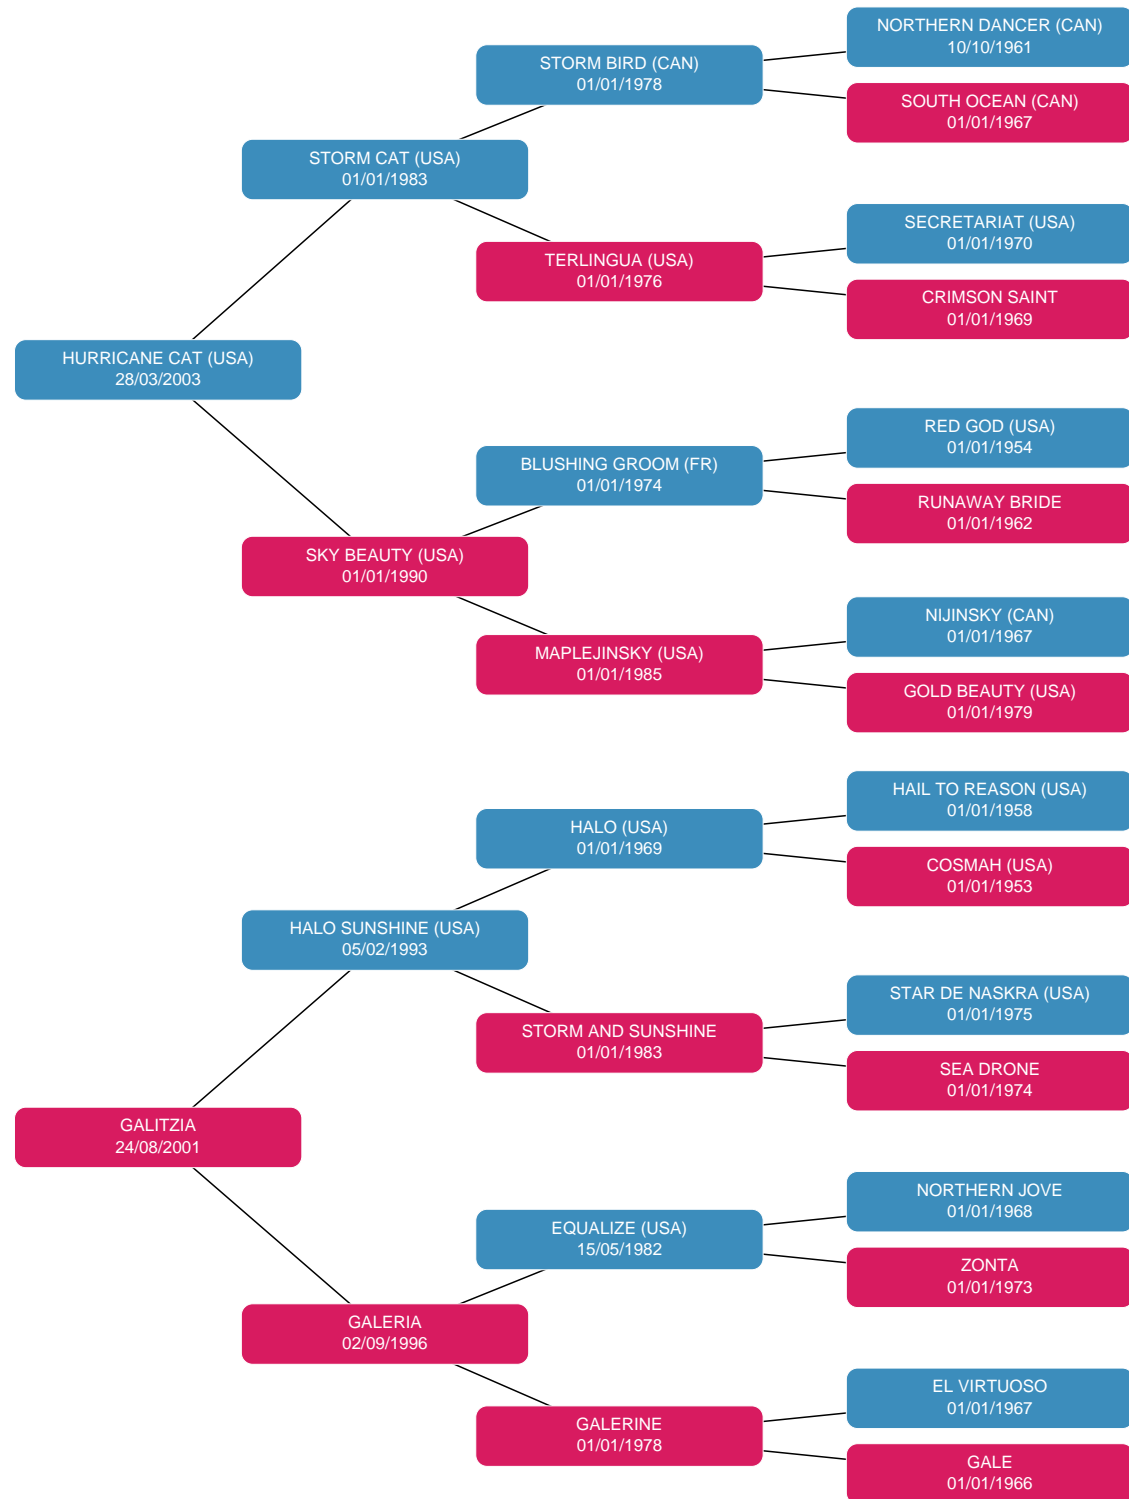 NORTHERN DANCER (CAN)
10/10/1961
STORM BIRD (CAN)
01/01/1978
SOUTH OCEAN (CAN)
01/01/1967
STORM CAT (USA)
01/01/1983
SECRETARIAT (USA)
01/01/1970
TERLINGUA (USA)
01/01/1976
CRIMSON SAINT
01/01/1969
HURRICANE CAT (USA)
28/03/2003
RED GOD (USA)
01/01/1954
BLUSHING GROOM (FR)
01/01/1974
RUNAWAY BRIDE
01/01/1962
SKY BEAUTY (USA)
01/01/1990
NIJINSKY (CAN)
01/01/1967
MAPLEJINSKY (USA)
01/01/1985
GOLD BEAUTY (USA)
01/01/1979
HAIL TO REASON (USA)
01/01/1958
HALO (USA)
01/01/1969
COSMAH (USA)
01/01/1953
HALO SUNSHINE (USA)
05/02/1993
STAR DE NASKRA (USA)
01/01/1975
STORM AND SUNSHINE
01/01/1983
SEA DRONE
01/01/1974
GALITZIA
24/08/2001
NORTHERN JOVE
01/01/1968
EQUALIZE (USA)
15/05/1982
ZONTA
01/01/1973
GALERIA
02/09/1996
EL VIRTUOSO
01/01/1967
GALERINE
01/01/1978
GALE
01/01/1966